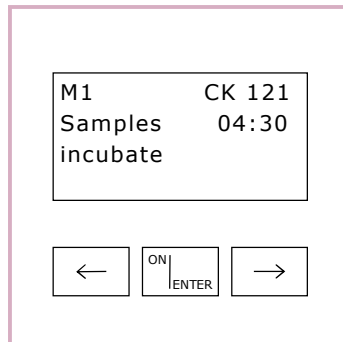 M1 CK 121
Samples 04:30
incubate
← ON ENTER →